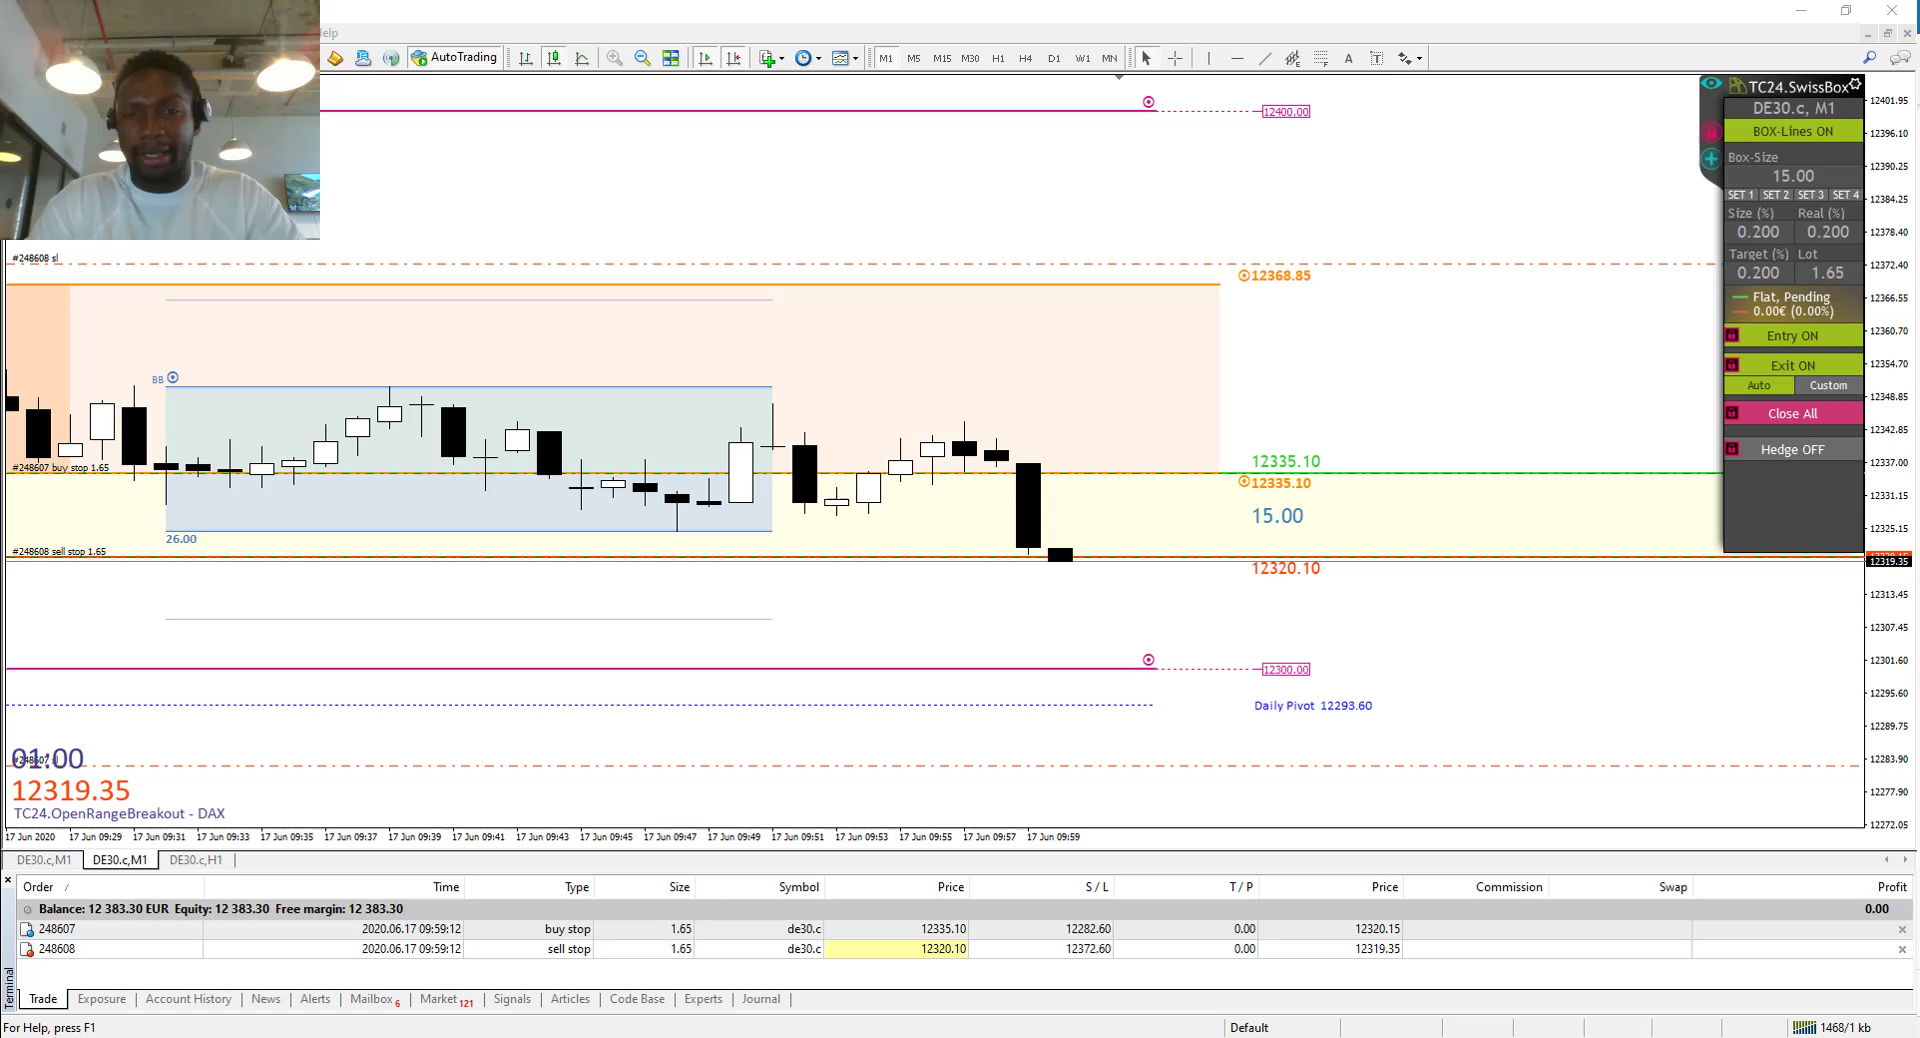 elp
AutoTrading
M1 M5 M15 M30 H1 H4 D1 W1 MN
A T
TC24.SwissBox
DE30.c, M1
BOX-Lines ON
Box-Size
15.00
SET 1 SET 2 SET 3 SET 4
Size (%) Real (%)
0.200 0.200
Target (%) Lot
0.200 1.65
Flat, Pending
0.00€ (0.00%)
Entry ON
Exit ON
Auto Custom
Close All
Hedge OFF
12401.95
12396.10
12390.25
12384.25
12378.40
12372.40
12366.55
12360.70
12354.70
12348.85
12342.85
12337.00
12331.15
12325.15
12319.35
12313.45
12307.45
12301.60
12295.60
12289.75
12283.90
12277.90
12272.05
12400.00
#248608 sl
12368.85
BB
#248607 buy stop 1.65
12335.10
12335.10
15.00
26.00
#248608 sell stop 1.65
12320.10
12300.00
Daily Pivot 12293.60
01:00
12319.35
TC24.OpenRangeBreakout - DAX
17 Jun 2020 17 Jun 09:29 17 Jun 09:31 17 Jun 09:33 17 Jun 09:35 17 Jun 09:37 17 Jun 09:39 17 Jun 09:41 17 Jun 09:43 17 Jun 09:45 17 Jun 09:47 17 Jun 09:49 17 Jun 09:51 17 Jun 09:53 17 Jun 09:55 17 Jun 09:57 17 Jun 09:59
DE30.c,M1 DE30.c,M1 DE30.c,H1
Order / Time Type Size Symbol Price S / L T / P Price Commission Swap Profit
Balance: 12 383.30 EUR Equity: 12 383.30 Free margin: 12 383.30 0.00
248607 2020.06.17 09:59:12 buy stop 1.65 de30.c 12335.10 12282.60 0.00 12320.15
248608 2020.06.17 09:59:12 sell stop 1.65 de30.c 12320.10 12372.60 0.00 12319.35
Terminal
Trade Exposure Account History News Alerts Mailbox 6 Market 121 Signals Articles Code Base Experts Journal
For Help, press F1 Default 1468/1 kb